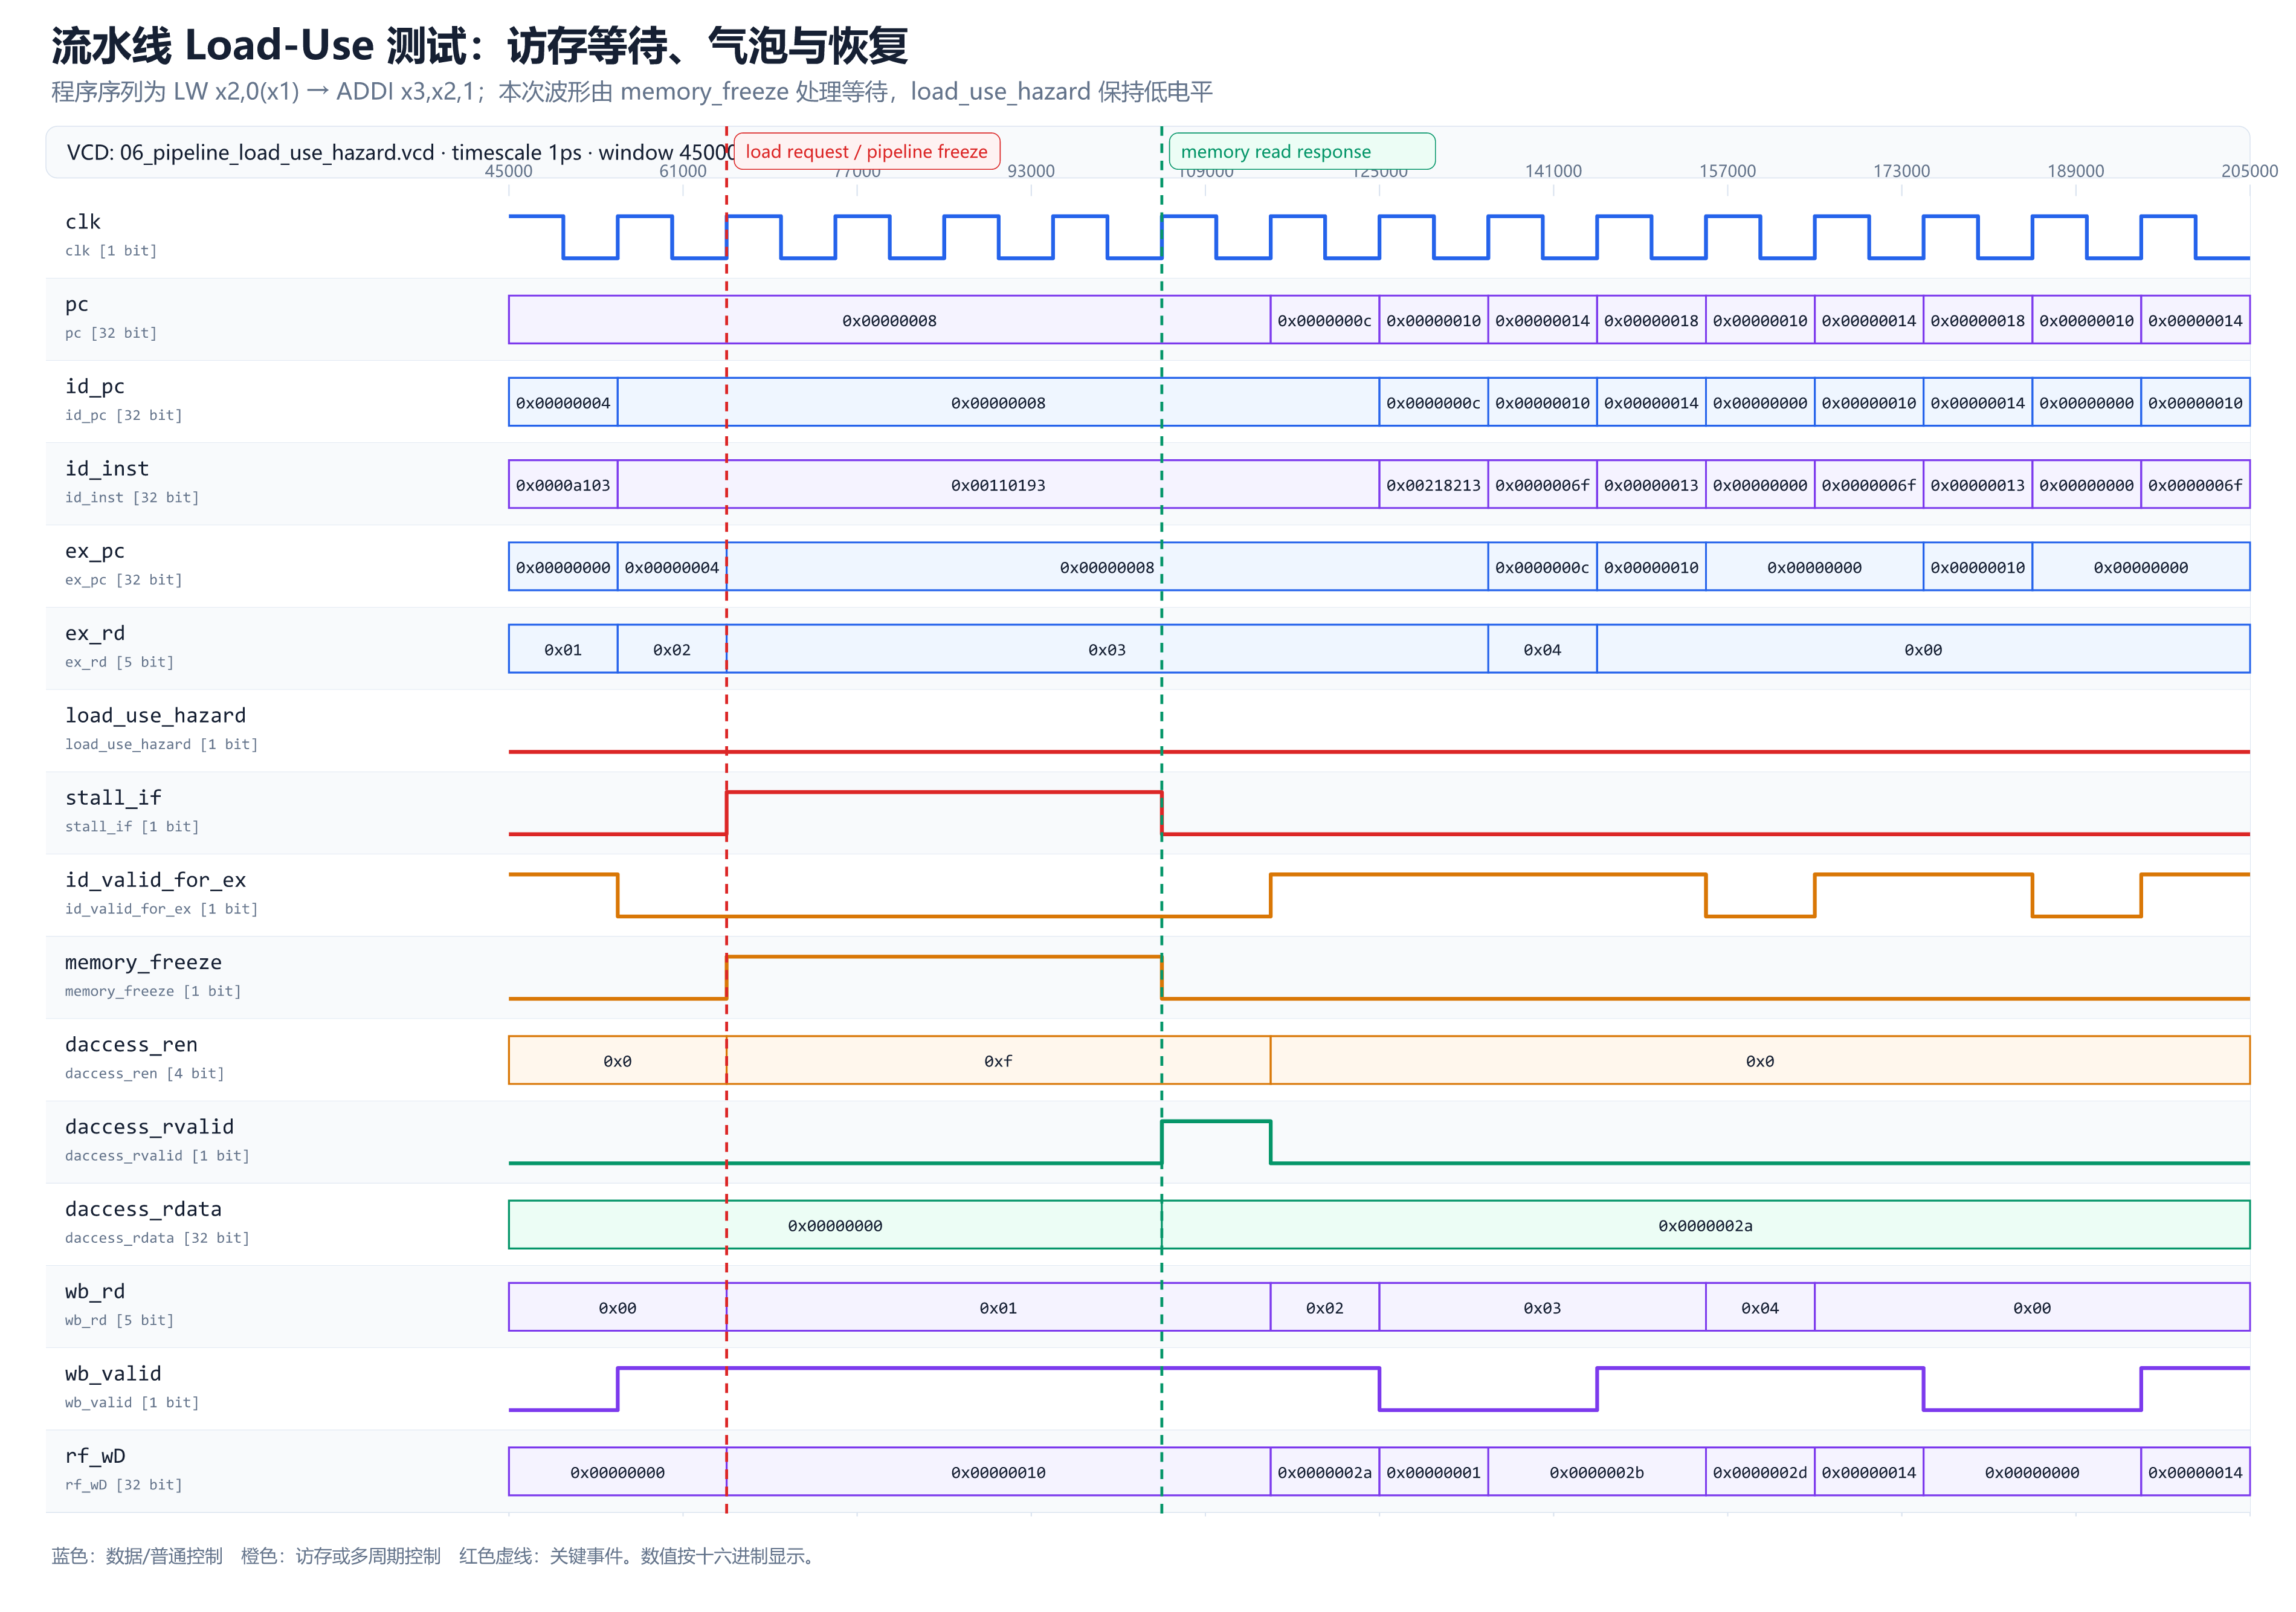 流水线 Load-Use 测试：访存等待、气泡与恢复
程序序列为 LW x2,0(x1) → ADDI x3,x2,1；本次波形由 memory_freeze 处理等待，load_use_hazard 保持低电平
VCD: 06_pipeline_load_use_hazard.vcd · timescale 1ps · window 45000
load request / pipeline freeze
memory read response
45000 61000 77000 93000 109000 125000 141000 157000 173000 189000 205000
clk
clk [1 bit]
pc
pc [32 bit]
0x00000008 0x0000000c 0x00000010 0x00000014 0x00000018 0x00000010 0x00000014 0x00000018 0x00000010 0x00000014
id_pc
id_pc [32 bit]
0x00000004 0x00000008 0x0000000c 0x00000010 0x00000014 0x00000000 0x00000010 0x00000014 0x00000000 0x00000010
id_inst
id_inst [32 bit]
0x0000a103 0x00110193 0x00218213 0x0000006f 0x00000013 0x00000000 0x0000006f 0x00000013 0x00000000 0x0000006f
ex_pc
ex_pc [32 bit]
0x00000000 0x00000004 0x00000008 0x0000000c 0x00000010 0x00000000 0x00000010 0x00000000
ex_rd
ex_rd [5 bit]
0x01 0x02 0x03 0x04 0x00
load_use_hazard
load_use_hazard [1 bit]
stall_if
stall_if [1 bit]
id_valid_for_ex
id_valid_for_ex [1 bit]
memory_freeze
memory_freeze [1 bit]
daccess_ren
daccess_ren [4 bit]
0x0 0xf 0x0
daccess_rvalid
daccess_rvalid [1 bit]
daccess_rdata
daccess_rdata [32 bit]
0x00000000 0x0000002a
wb_rd
wb_rd [5 bit]
0x00 0x01 0x02 0x03 0x04 0x00
wb_valid
wb_valid [1 bit]
rf_wD
rf_wD [32 bit]
0x00000000 0x00000010 0x0000002a 0x00000001 0x0000002b 0x0000002d 0x00000014 0x00000000 0x00000014
蓝色：数据/普通控制 橙色：访存或多周期控制 红色虚线：关键事件。数值按十六进制显示。